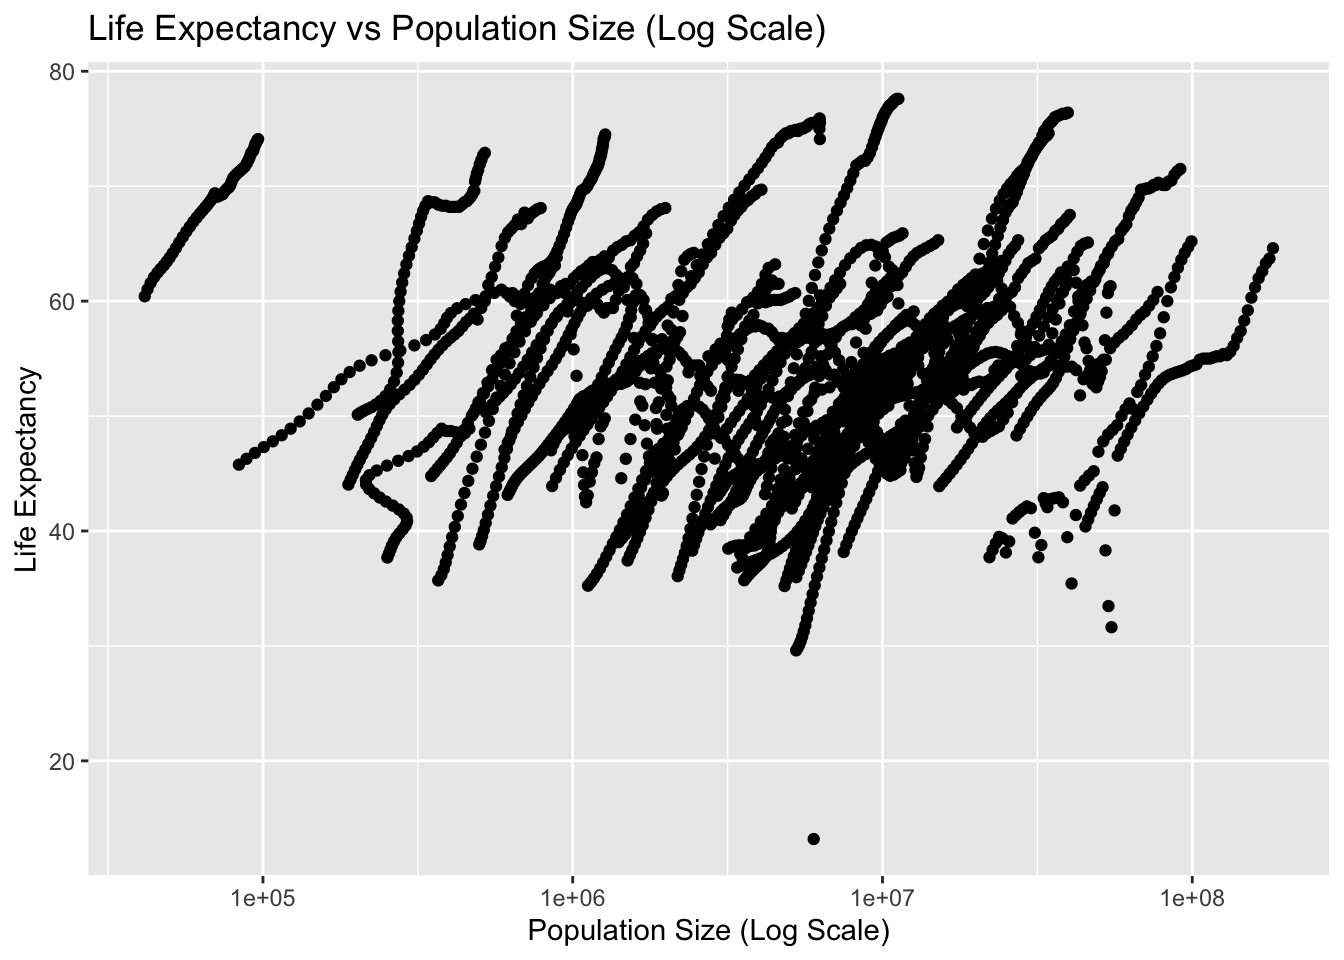 Life Expectancy vs Population Size (Log Scale)
80
60
40
20
Life Expectancy
1e+05 1e+06 1e+07 1e+08
Population Size (Log Scale)